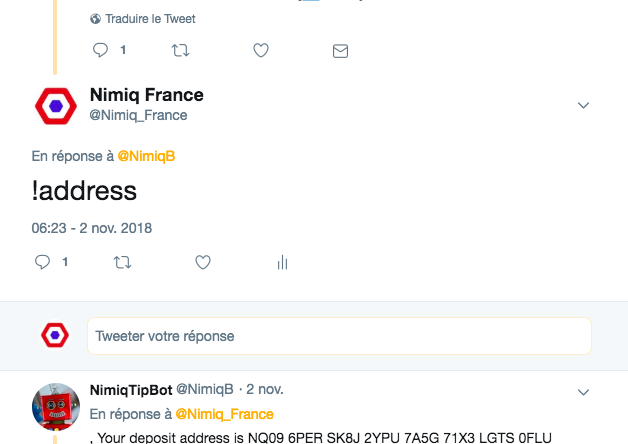 Traduire le Tweet
1
Nimiq France
@Nimiq_France
En réponse à @NimiqB
!address
06:23 - 2 nov. 2018
1
Tweeter votre réponse
NimiqTipBot @NimiqB · 2 nov.
En réponse à @Nimiq_France
, Your deposit address is NQ09 6PER SK8J 2YPU 7A5G 71X3 LGTS 0FLU